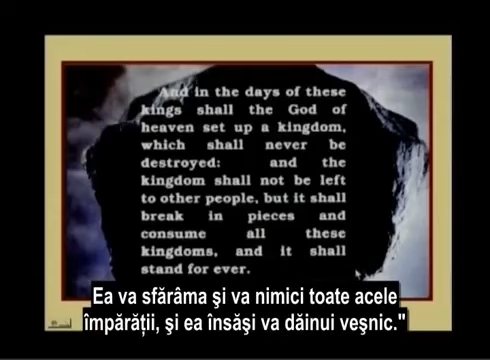 And in the days of these
kings shall the God of
heaven set up a kingdom,
which shall never be
destroyed: and the
kingdom shall not be left
to other people, but it shall
break in pieces and
consume all these
kingdoms, and it shall
stand for ever.
Ea va sfărâma şi va nimici toate acele
împărăţii, şi ea însăşi va dăinui veşnic."